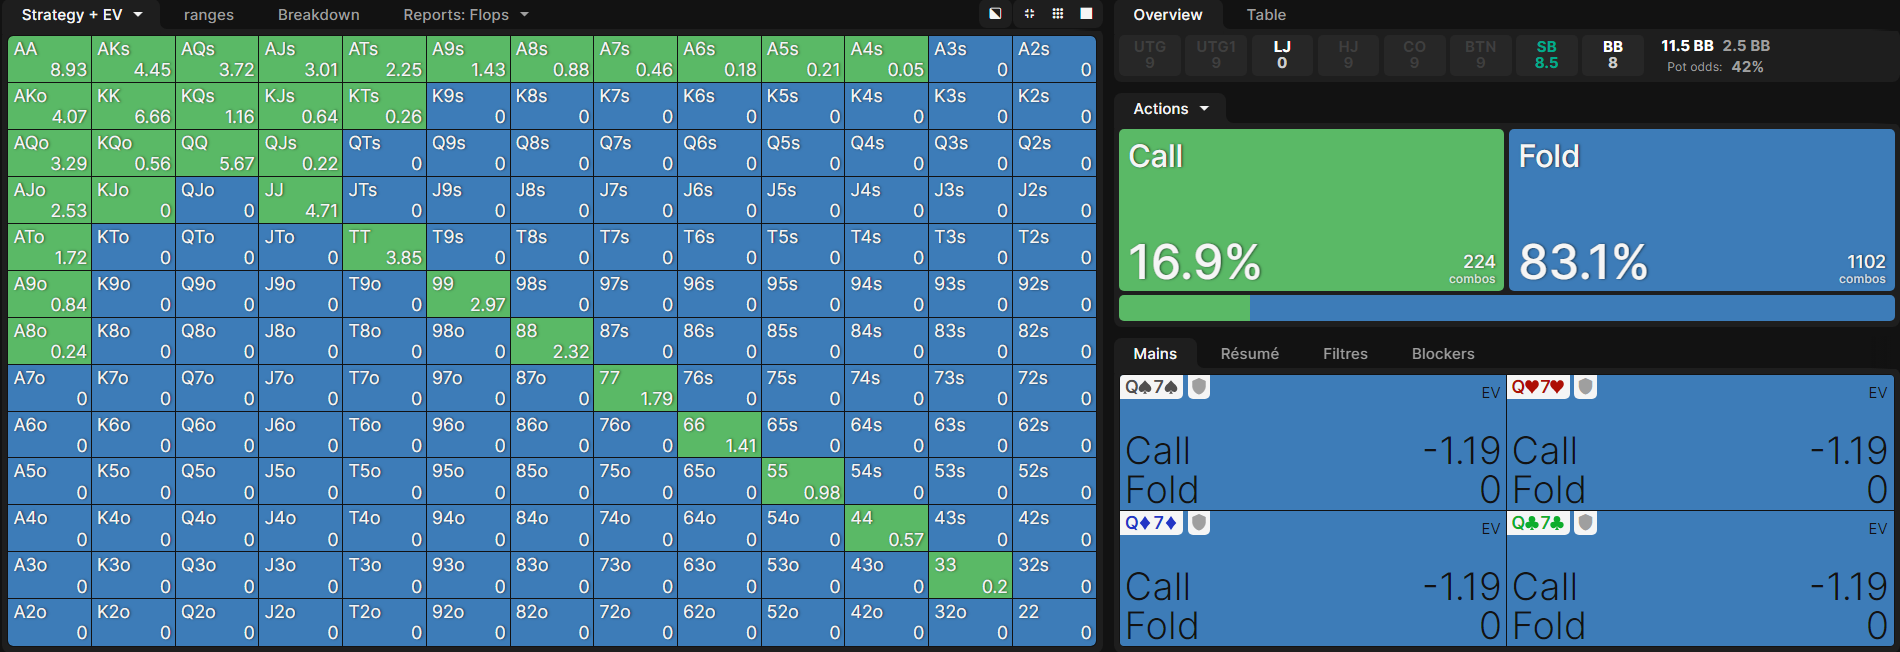 Strategy + EV ranges Breakdown Reports: Flops
AA AKs AQs AJs ATs A9s A8s A7s A6s A5s A4s A3s A2s
8.93 4.45 3.72 3.01 2.25 1.43 0.88 0.46 0.18 0.21 0.05 0 0
AKo KK KQs KJs KTs K9s K8s K7s K6s K5s K4s K3s K2s
4.07 6.66 1.16 0.64 0.26 0 0 0 0 0 0 0 0
AQo KQo QQ QJs QTs Q9s Q8s Q7s Q6s Q5s Q4s Q3s Q2s
3.29 0.56 5.67 0.22 0 0 0 0 0 0 0 0 0
AJo KJo QJo JJ JTs J9s J8s J7s J6s J5s J4s J3s J2s
2.53 0 0 4.71 0 0 0 0 0 0 0 0 0
ATo KTo QTo JTo TT T9s T8s T7s T6s T5s T4s T3s T2s
1.72 0 0 0 3.85 0 0 0 0 0 0 0 0
A9o K9o Q9o J9o T9o 99 98s 97s 96s 95s 94s 93s 92s
0.84 0 0 0 0 2.97 0 0 0 0 0 0 0
A8o K8o Q8o J8o T8o 98o 88 87s 86s 85s 84s 83s 82s
0.24 0 0 0 0 0 2.32 0 0 0 0 0 0
A7o K7o Q7o J7o T7o 97o 87o 77 76s 75s 74s 73s 72s
0 0 0 0 0 0 0 1.79 0 0 0 0 0
A6o K6o Q6o J6o T6o 96o 86o 76o 66 65s 64s 63s 62s
0 0 0 0 0 0 0 0 1.41 0 0 0 0
A5o K5o Q5o J5o T5o 95o 85o 75o 65o 55 54s 53s 52s
0 0 0 0 0 0 0 0 0 0.98 0 0 0
A4o K4o Q4o J4o T4o 94o 84o 74o 64o 54o 44 43s 42s
0 0 0 0 0 0 0 0 0 0 0.57 0 0
A3o K3o Q3o J3o T3o 93o 83o 73o 63o 53o 43o 33 32s
0 0 0 0 0 0 0 0 0 0 0 0.2 0
A2o K2o Q2o J2o T2o 92o 82o 72o 62o 52o 42o 32o 22
0 0 0 0 0 0 0 0 0 0 0 0 0
Overview Table
UTG UTG1 LJ HJ CO BTN SB BB
9 9 0 9 9 9 8.5 8
11.5 BB 2.5 BB
Pot odds: 42%
Actions
Call Fold
16.9% 224 combos 83.1% 1102 combos
Mains Résumé Filtres Blockers
Q♠7♠ EV Q♥7♥ EV
Call -1.19 Call -1.19
Fold 0 Fold 0
Q♦7♦ EV Q♣7♣ EV
Call -1.19 Call -1.19
Fold 0 Fold 0